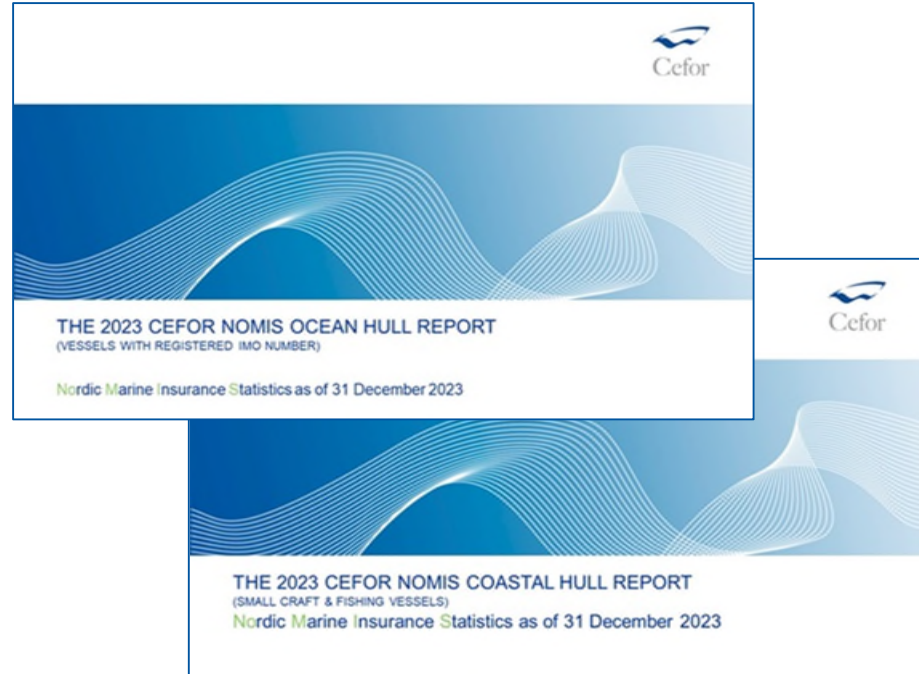 Cefor
THE 2023 CEFOR NOMIS OCEAN HULL REPORT
(VESSELS WITH REGISTERED IMO NUMBER)
Nordic Marine Insurance Statistics as of 31 December 2023
Cefor
THE 2023 CEFOR NOMIS COASTAL HULL REPORT
(SMALL CRAFT & FISHING VESSELS)
Nordic Marine Insurance Statistics as of 31 December 2023